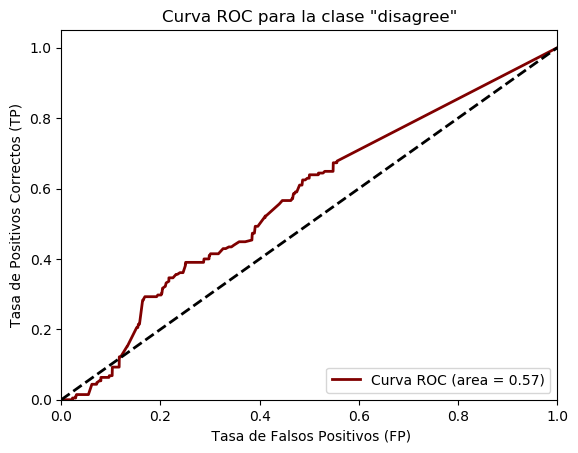 Curva ROC para la clase "disagree"
Tasa de Positivos Correctos (TP)
1.0
0.8
0.6
0.4
0.2
0.0
0.0 0.2 0.4 0.6 0.8 1.0
Curva ROC (area = 0.57)
Tasa de Falsos Positivos (FP)